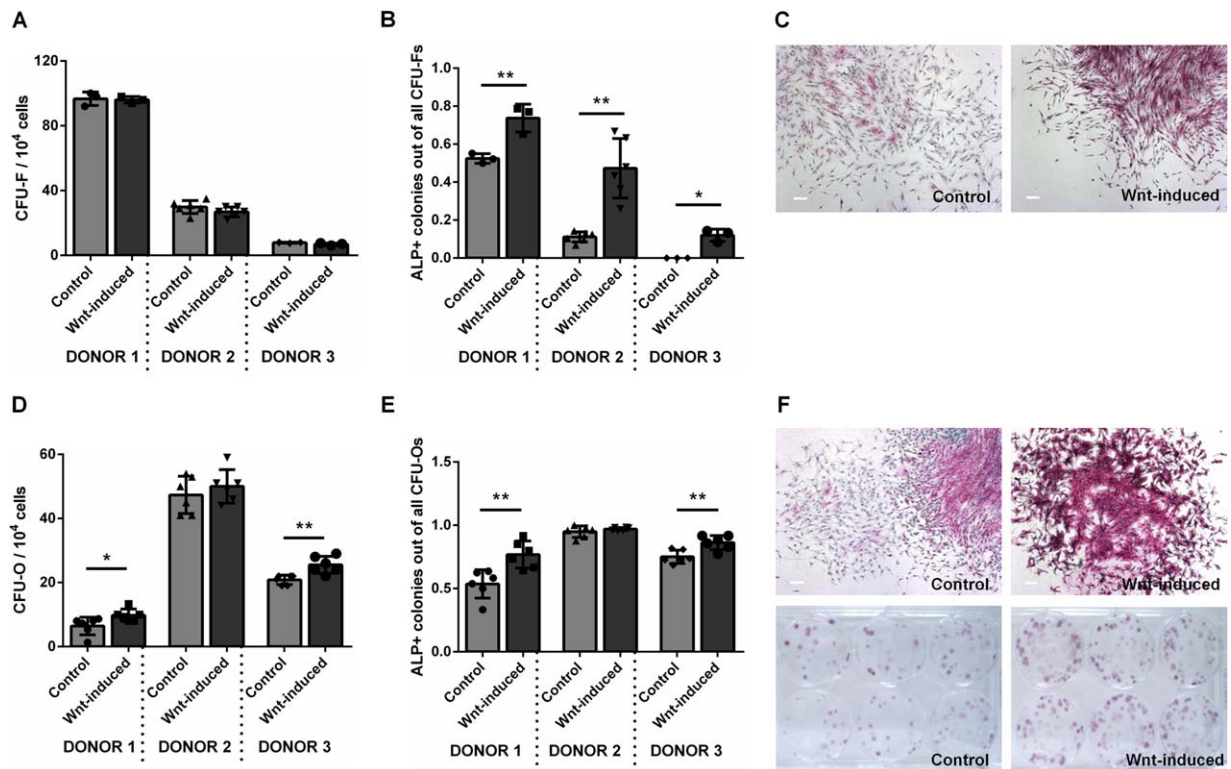 A
CFU-F / 10⁴ cells
120
80
40
0
Control
Wnt-induced
Control
Wnt-induced
Control
Wnt-induced
DONOR 1
DONOR 2
DONOR 3
B
ALP+ colonies out of all CFU-Fs
1.0
0.8
0.6
0.4
0.2
0.0
**
**
*
Control
Wnt-induced
Control
Wnt-induced
Control
Wnt-induced
DONOR 1
DONOR 2
DONOR 3
C
Control
Wnt-induced
D
CFU-O / 10⁴ cells
60
40
20
0
*
**
Control
Wnt-induced
Control
Wnt-induced
Control
Wnt-induced
DONOR 1
DONOR 2
DONOR 3
E
ALP+ colonies out of all CFU-Os
1.5
1.0
0.5
0.0
**
**
Control
Wnt-induced
Control
Wnt-induced
Control
Wnt-induced
DONOR 1
DONOR 2
DONOR 3
F
Control
Wnt-induced
Control
Wnt-induced